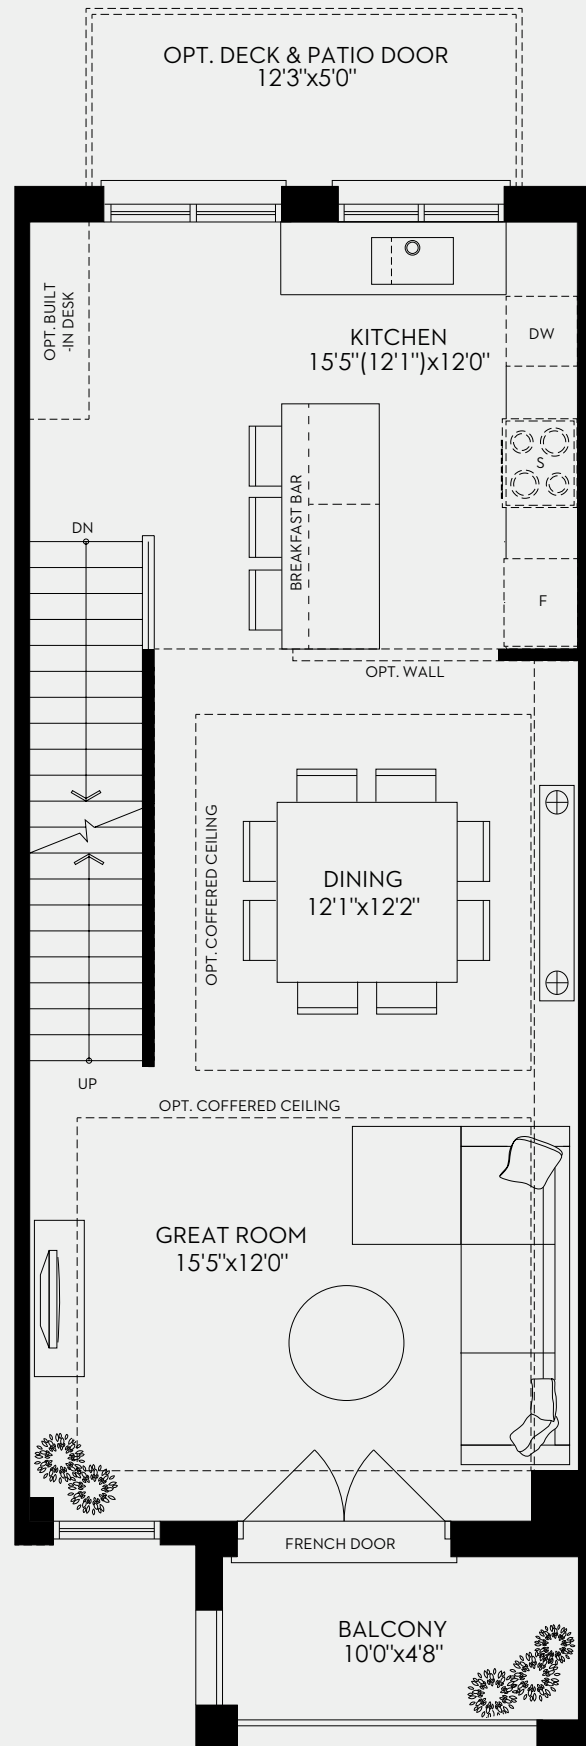 OPT. DECK & PATIO DOOR
12'3"x5'0"
OPT. BUILT
-IN DESK
KITCHEN
15'5"(12'1")x12'0"
DW
S
BREAKFAST BAR
DN
F
OPT. WALL
OPT. COFFERED CEILING
DINING
12'1"x12'2"
UP
OPT. COFFERED CEILING
GREAT ROOM
15'5"x12'0"
FRENCH DOOR
BALCONY
10'0"x4'8"